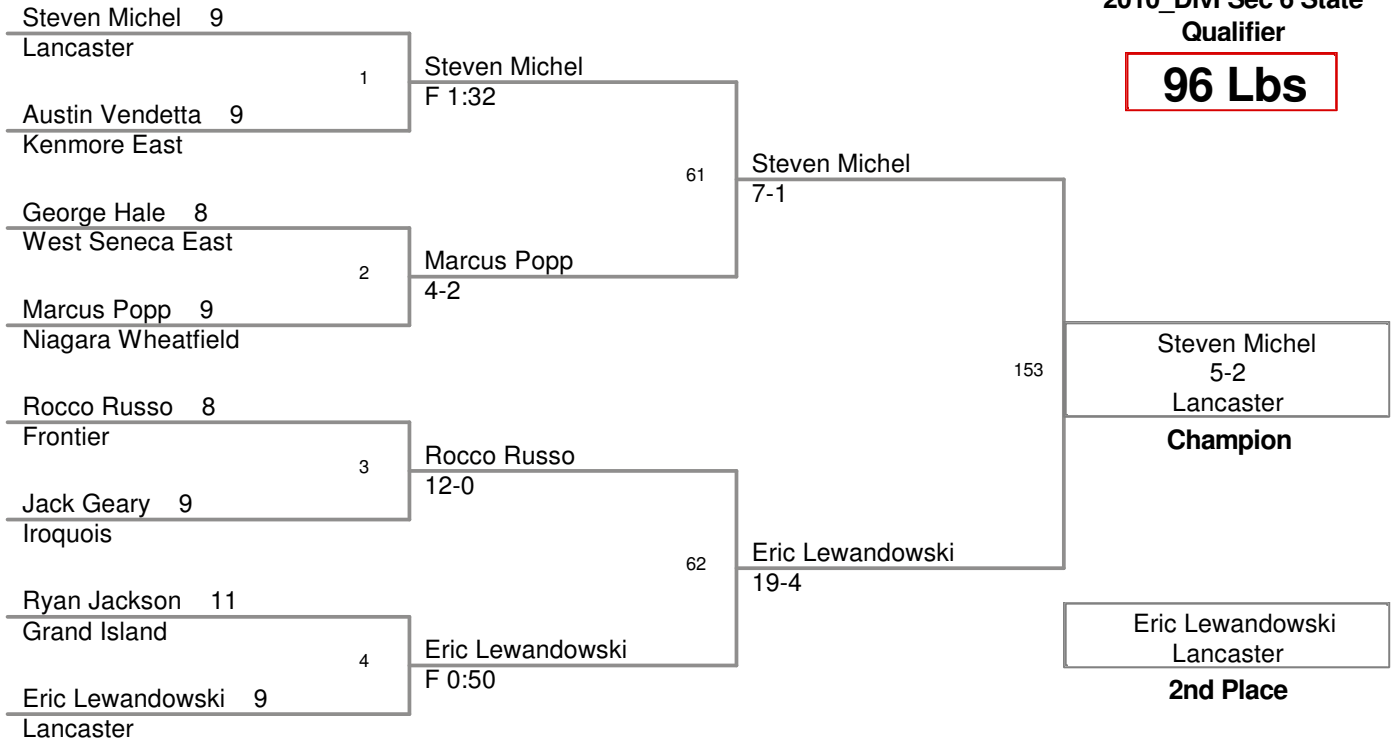 Steven Michel 9
Lancaster
1
Austin Vendetta 9
Kenmore East
Steven Michel
F 1:32
George Hale 8
West Seneca East
2
Marcus Popp 9
Niagara Wheatfield
Marcus Popp
4-2
61
Steven Michel
7-1
Rocco Russo 8
Frontier
3
Jack Geary 9
Iroquois
Rocco Russo
12-0
Ryan Jackson 11
Grand Island
4
Eric Lewandowski 9
Lancaster
Eric Lewandowski
F 0:50
62
Eric Lewandowski
19-4
153
2010_DivI Sec 6 State
Qualifier
96 Lbs
Steven Michel
5-2
Lancaster
Champion
Eric Lewandowski
Lancaster
2nd Place